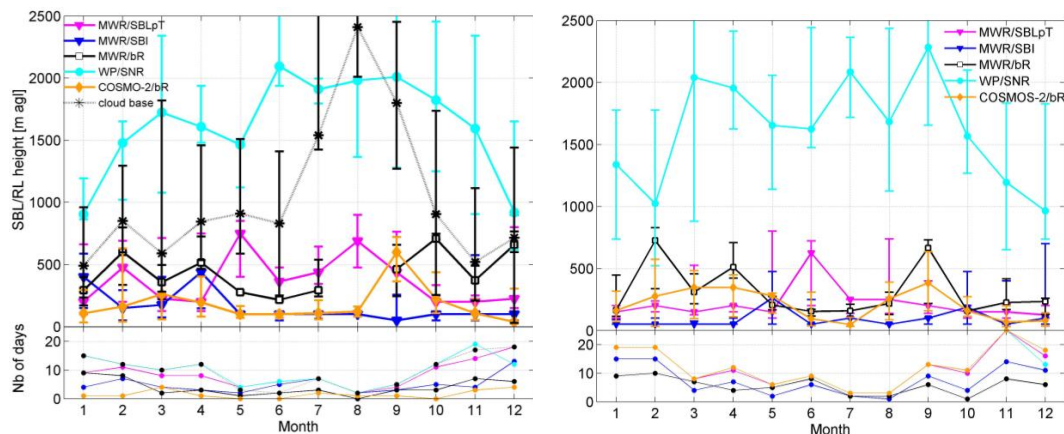 2500
2000
1500
1000
500
0
SBL/RL height [m agl]
MWR/SBLpT
MWR/SBI
MWR/bR
WP/SNR
COSMO-2/bR
cloud base
20
10
0
Nb of days
1 2 3 4 5 6 7 8 9 10 11 12
Month
2500
2000
1500
1000
500
0
MWR/SBLpT
MWR/SBI
MWR/bR
WP/SNR
COSMOS-2/bR
20
10
0
1 2 3 4 5 6 7 8 9 10 11 12
Month